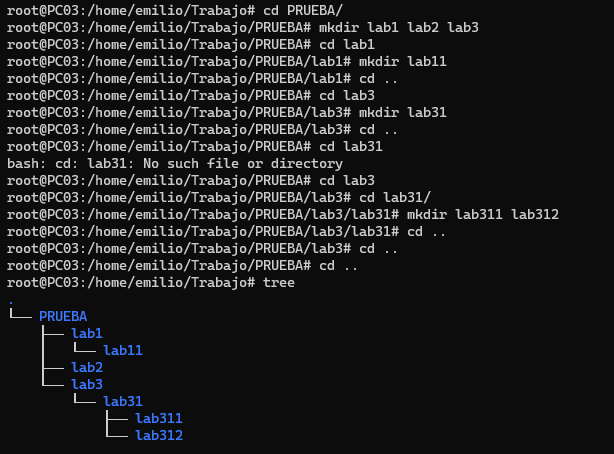 root@PC03:/home/emilio/Trabajo# cd PRUEBA/
root@PC03:/home/emilio/Trabajo/PRUEBA# mkdir lab1 lab2 lab3
root@PC03:/home/emilio/Trabajo/PRUEBA# cd lab1
root@PC03:/home/emilio/Trabajo/PRUEBA/lab1# mkdir lab11
root@PC03:/home/emilio/Trabajo/PRUEBA/lab1# cd ..
root@PC03:/home/emilio/Trabajo/PRUEBA# cd lab3
root@PC03:/home/emilio/Trabajo/PRUEBA/lab3# mkdir lab31
root@PC03:/home/emilio/Trabajo/PRUEBA/lab3# cd ..
root@PC03:/home/emilio/Trabajo/PRUEBA# cd lab31
bash: cd: lab31: No such file or directory
root@PC03:/home/emilio/Trabajo/PRUEBA# cd lab3
root@PC03:/home/emilio/Trabajo/PRUEBA/lab3# cd lab31/
root@PC03:/home/emilio/Trabajo/PRUEBA/lab3/lab31# mkdir lab311 lab312
root@PC03:/home/emilio/Trabajo/PRUEBA/lab3/lab31# cd ..
root@PC03:/home/emilio/Trabajo/PRUEBA/lab3# cd ..
root@PC03:/home/emilio/Trabajo/PRUEBA# cd ..
root@PC03:/home/emilio/Trabajo# tree
.
└── PRUEBA
    ├── lab1
    │   └── lab11
    ├── lab2
    └── lab3
        └── lab31
            ├── lab311
            └── lab312